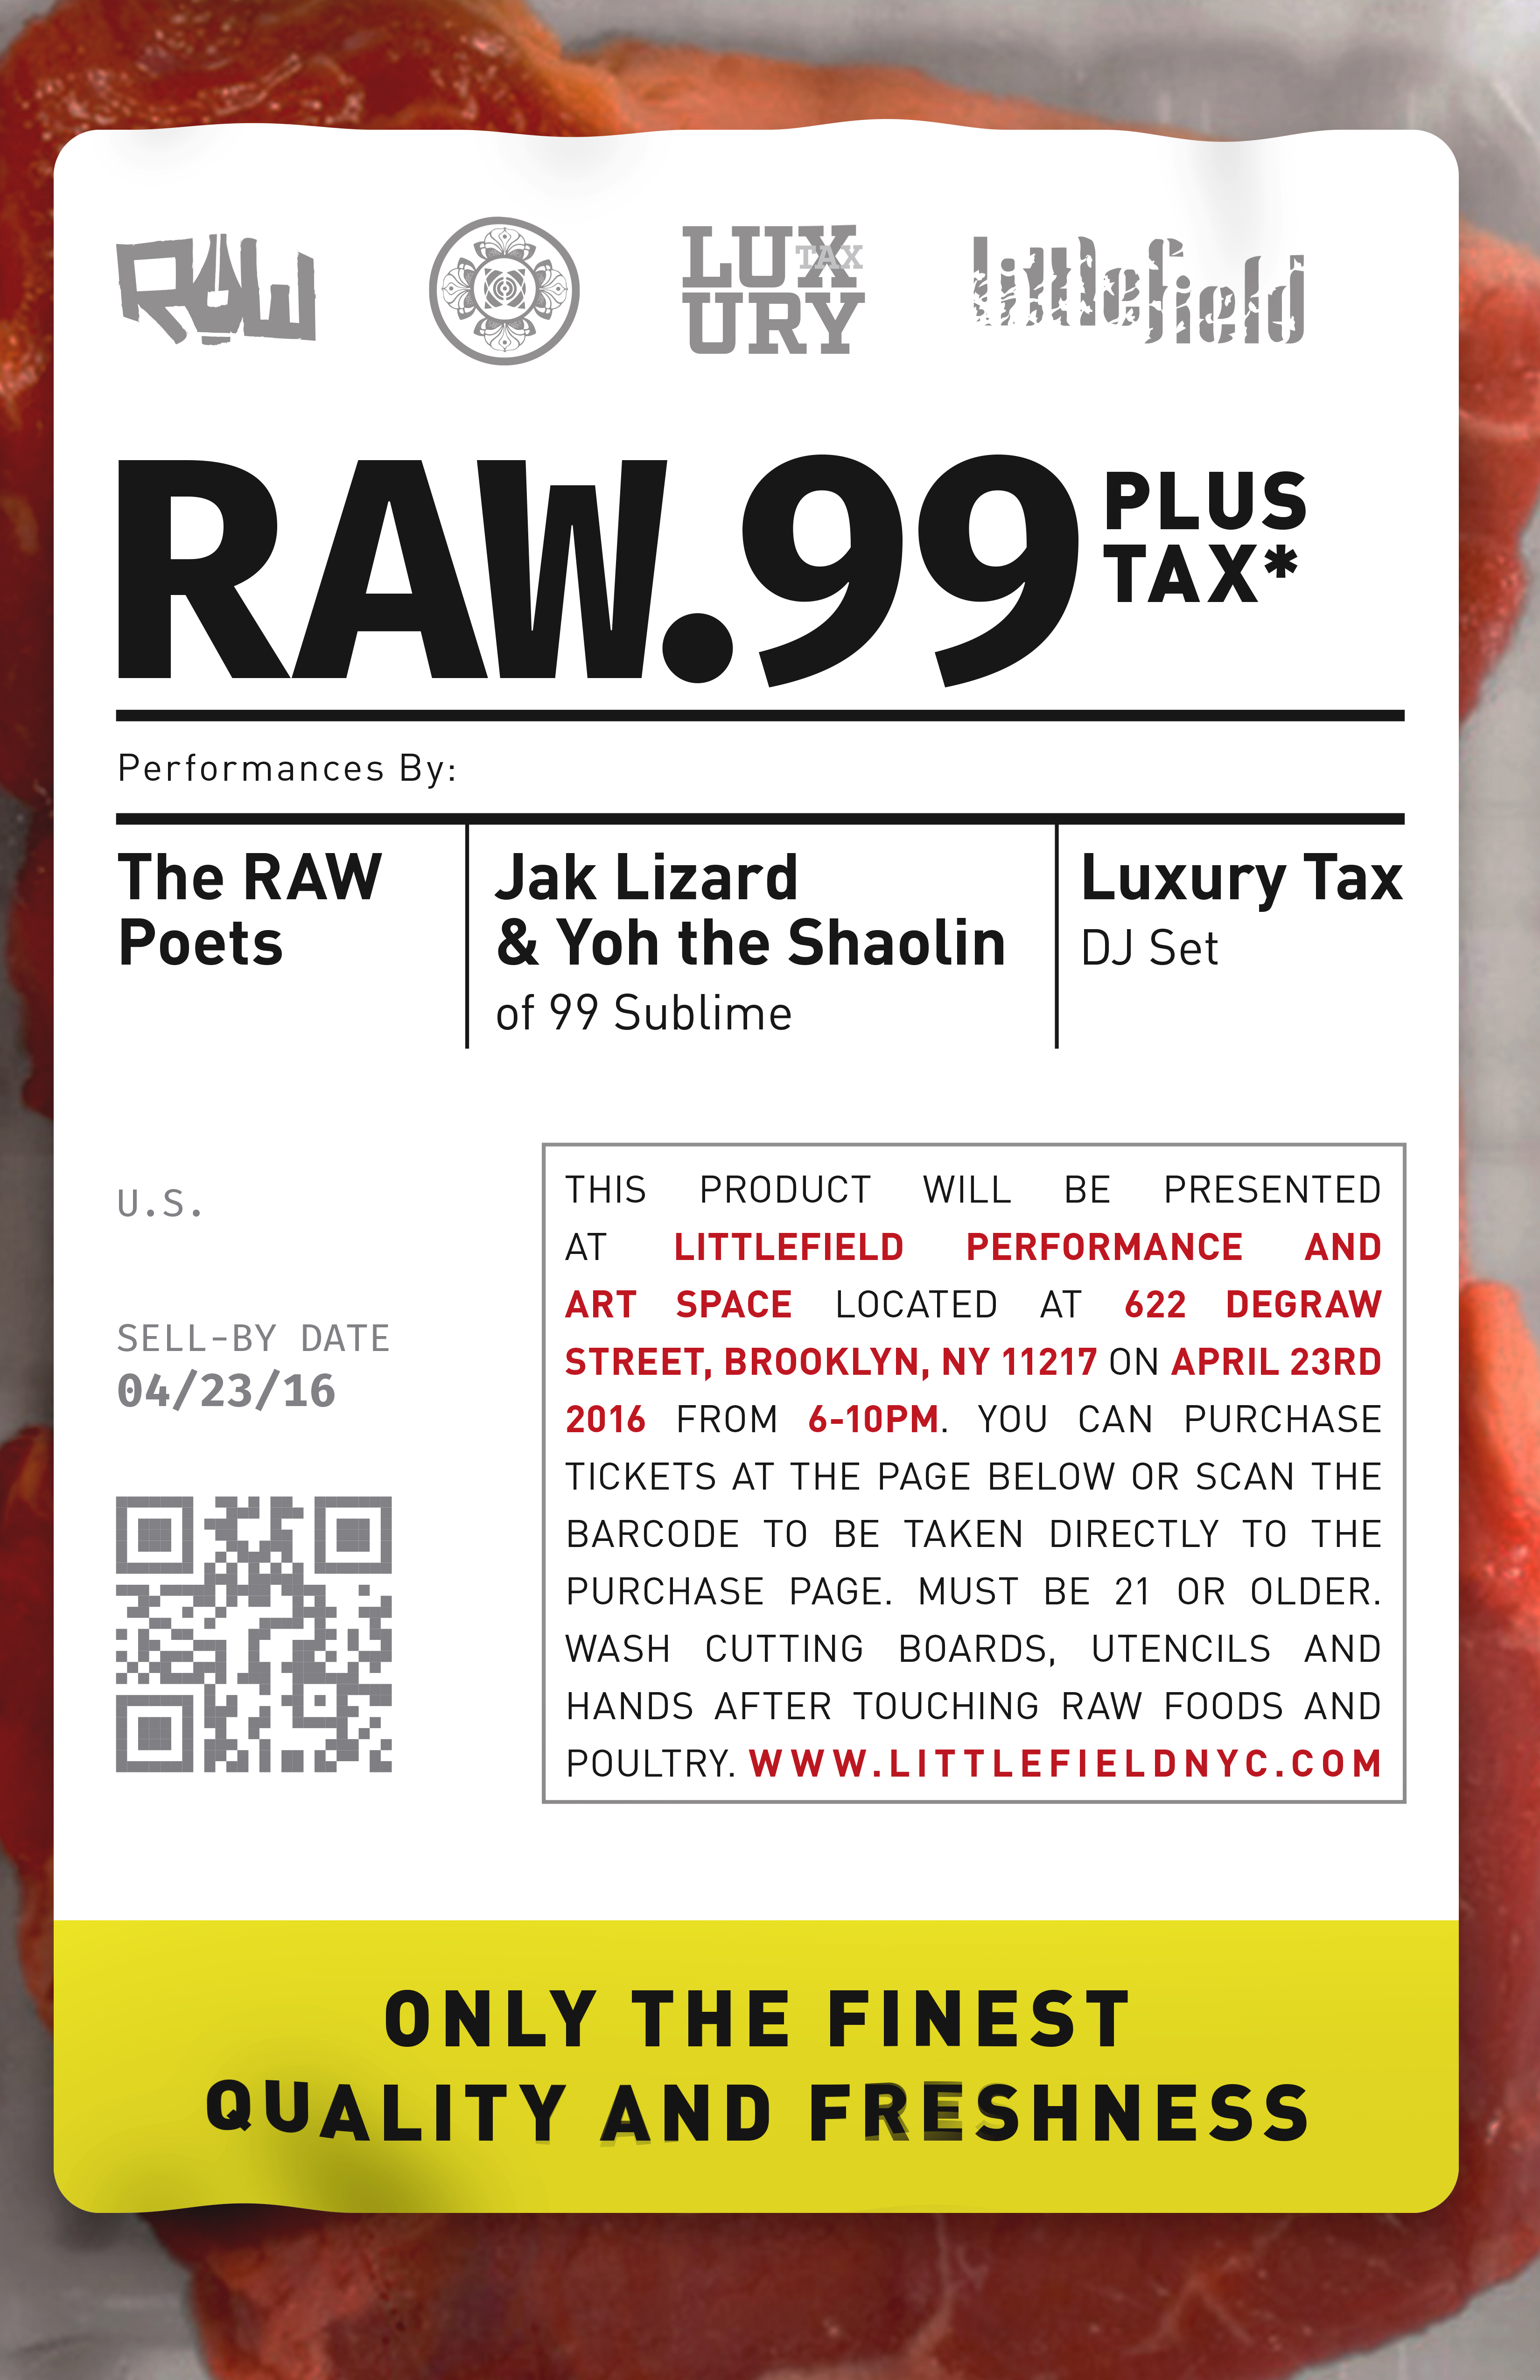 RAW
LUX
TAX
URY
littlefield
RAW.99 PLUS
TAX*
Performances By:
The RAW
Poets
Jak Lizard
& Yoh the Shaolin
of 99 Sublime
Luxury Tax
DJ Set
U.S.
SELL-BY DATE
04/23/16
THIS PRODUCT WILL BE PRESENTED
AT LITTLEFIELD PERFORMANCE AND
ART SPACE LOCATED AT 622 DEGRAW
STREET, BROOKLYN, NY 11217 ON APRIL 23RD
2016 FROM 6-10PM. YOU CAN PURCHASE
TICKETS AT THE PAGE BELOW OR SCAN THE
BARCODE TO BE TAKEN DIRECTLY TO THE
PURCHASE PAGE. MUST BE 21 OR OLDER.
WASH CUTTING BOARDS, UTENCILS AND
HANDS AFTER TOUCHING RAW FOODS AND
POULTRY. WWW.LITTLEFIELDNYC.COM
ONLY THE FINEST
QUALITY AND FRESHNESS